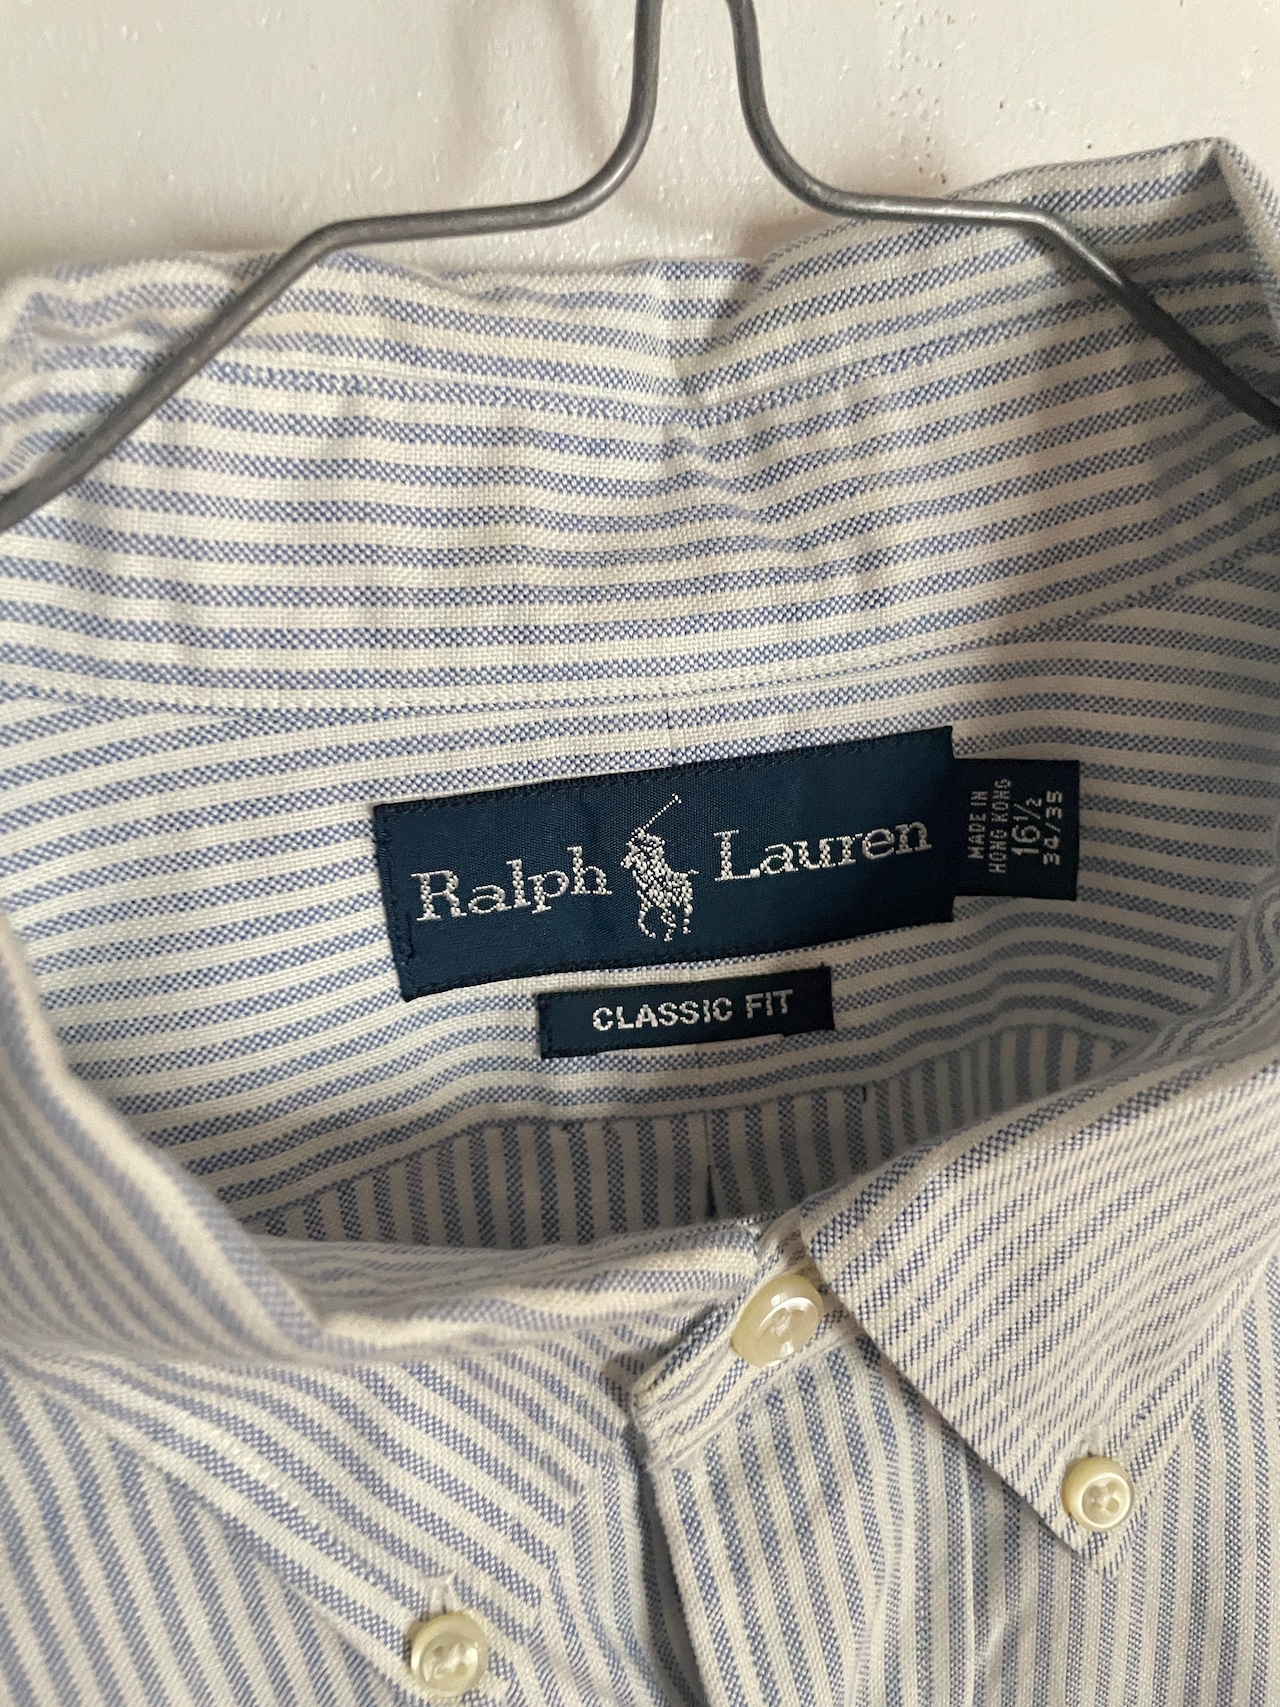 Ralph Lauren
MADE IN
HONG KONG
16½
34/35
CLASSIC FIT